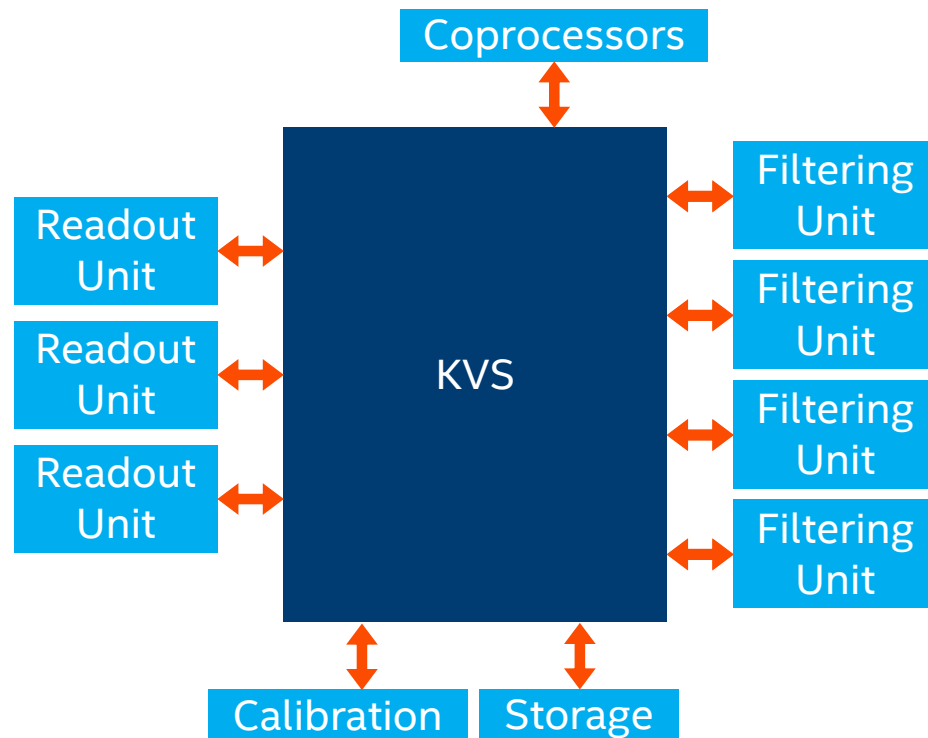 Coprocessors
Readout
Unit
Readout
Unit
Readout
Unit
KVS
Filtering
Unit
Filtering
Unit
Filtering
Unit
Filtering
Unit
Calibration
Storage